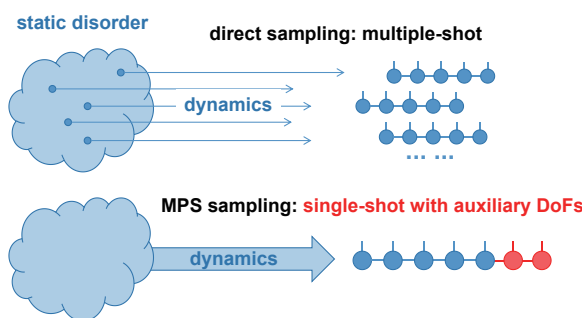 static disorder
direct sampling: multiple-shot
dynamics
... ...
MPS sampling: single-shot with auxiliary DoFs
dynamics